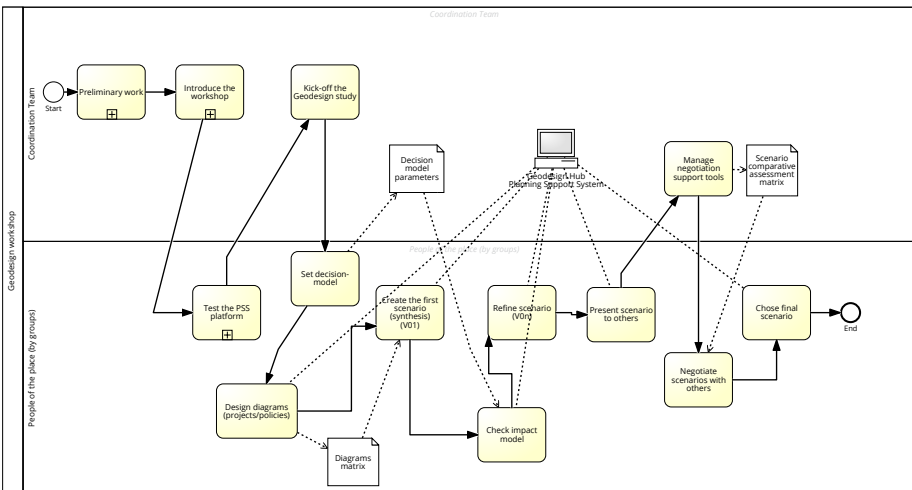 Coordination Team
Geodesign workshop
Coordination Team
Start
Preliminary work
Introduce the
workshop
Kick-off the
Geodesign study
Decision
model
parameters
Geodesign Hub
Planning Support System
Manage
negotiation
support tools
Scenario
comparative
assessment
matrix
People of the place (by groups)
People of the place (by groups)
Test the PSS
platform
Set decision-
model
Create the first
scenario
(synthesis)
(V01)
Refine scenario
(V0n)
Present scenario
to others
Chose final
scenario
End
Design diagrams
(projects/policies)
Diagrams
matrix
Check impact
model
Negotiate
scenarios with
others